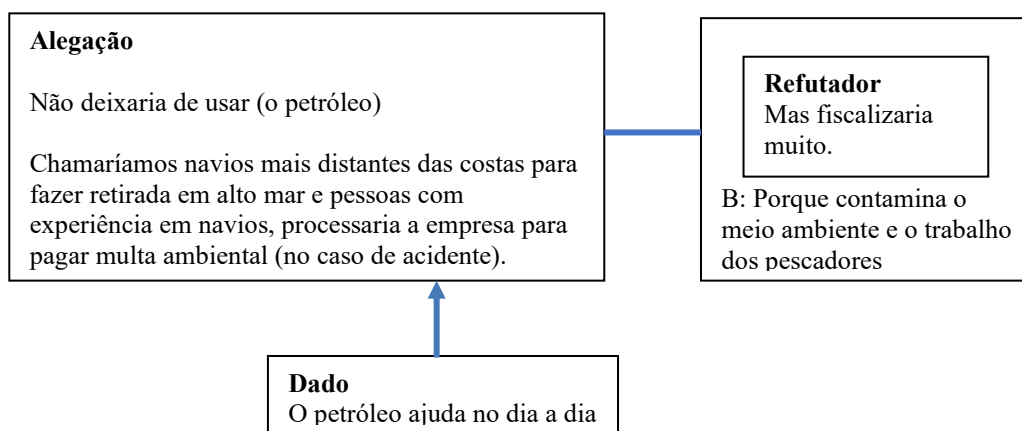 Alegação
Não deixaria de usar (o petróleo)
Chamaríamos navios mais distantes das costas para
fazer retirada em alto mar e pessoas com
experiência em navios, processaria a empresa para
pagar multa ambiental (no caso de acidente).
Refutador
Mas fiscalizaria
muito.
B: Porque contamina o
meio ambiente e o trabalho
dos pescadores
Dado
O petróleo ajuda no dia a dia